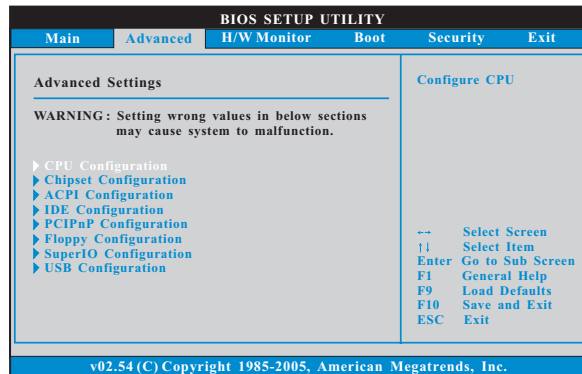 BIOS SETUP UTILITY
Main Advanced H/W Monitor Boot Security Exit
Advanced Settings
WARNING : Setting wrong values in below sections
may cause system to malfunction.
CPU Configuration
Chipset Configuration
ACPI Configuration
IDE Configuration
PCIPnP Configuration
Floppy Configuration
SuperIO Configuration
USB Configuration
Configure CPU
←→ Select Screen
↑↓ Select Item
Enter Go to Sub Screen
F1 General Help
F9 Load Defaults
F10 Save and Exit
ESC Exit
v02.54 (C) Copyright 1985-2005, American Megatrends, Inc.